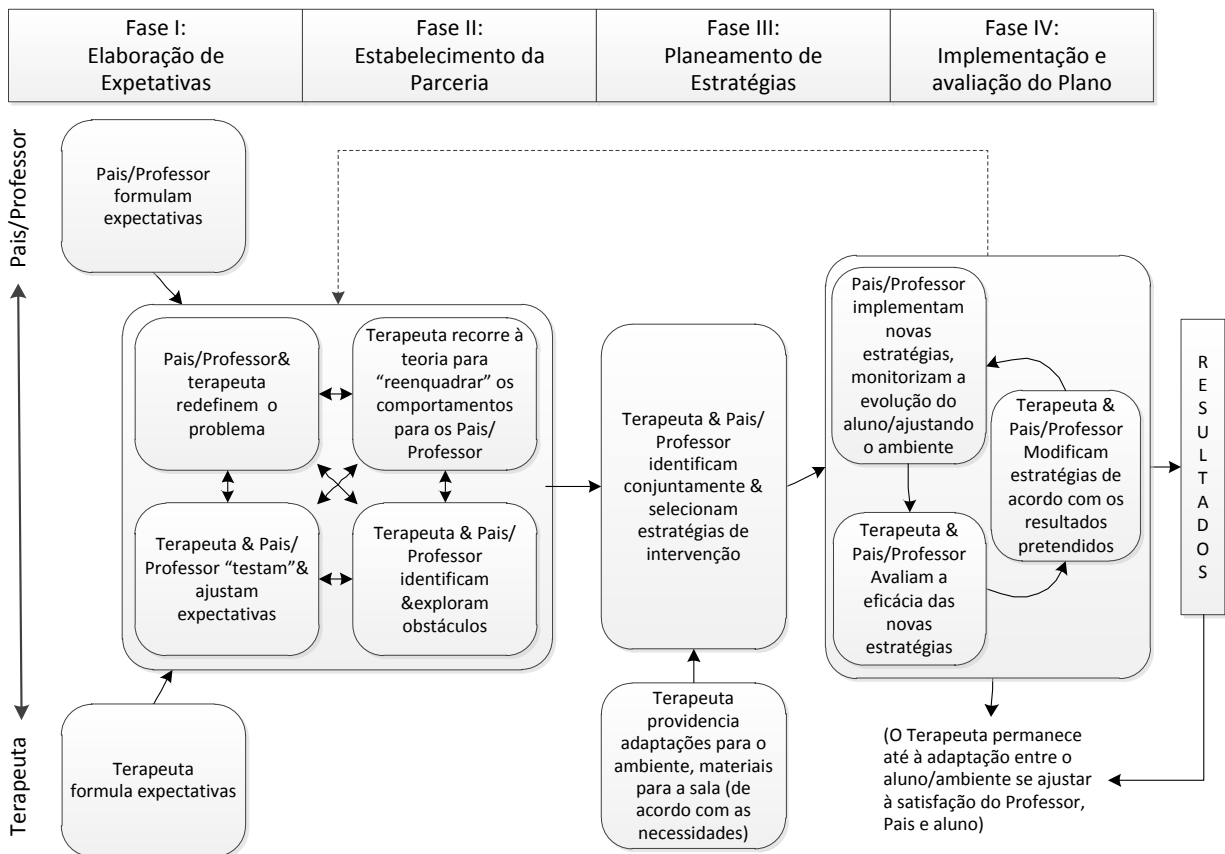 Fase I:
Elaboração de
Expetativas
Fase II:
Estabelecimento da
Parceria
Fase III:
Planeamento de
Estratégias
Fase IV:
Implementação e
avaliação do Plano
Pais/Professor
Terapeuta
Pais/Professor
formulam
expectativas
Pais/Professor&
terapeuta
redefinem o
problema
Terapeuta recorre à
teoria para
“reenquadrar” os
comportamentos
para os Pais/
Professor
Terapeuta & Pais/
Professor “testam”&
ajustam
expectativas
Terapeuta & Pais/
Professor
identificam
&exploram
obstáculos
Terapeuta
formula expectativas
Terapeuta & Pais/
Professor
identificam
conjuntamente &
selecionam
estratégias de
intervenção
Terapeuta
providencia
adaptações para o
ambiente, materiais
para a sala (de
acordo com as
necessidades)
Pais/Professor
implementam
novas
estratégias,
monitorizam a
evolução do
aluno/ajustando
o ambiente
Terapeuta &
Pais/Professor
Modificam
estratégias de
acordo com os
resultados
pretendidos
Terapeuta &
Pais/Professor
Avaliam a
eficácia das
novas
estratégias
(O Terapeuta permanece
até à adaptação entre o
aluno/ambiente se ajustar
à satisfação do Professor,
Pais e aluno)
R
E
S
U
L
T
A
D
O
S